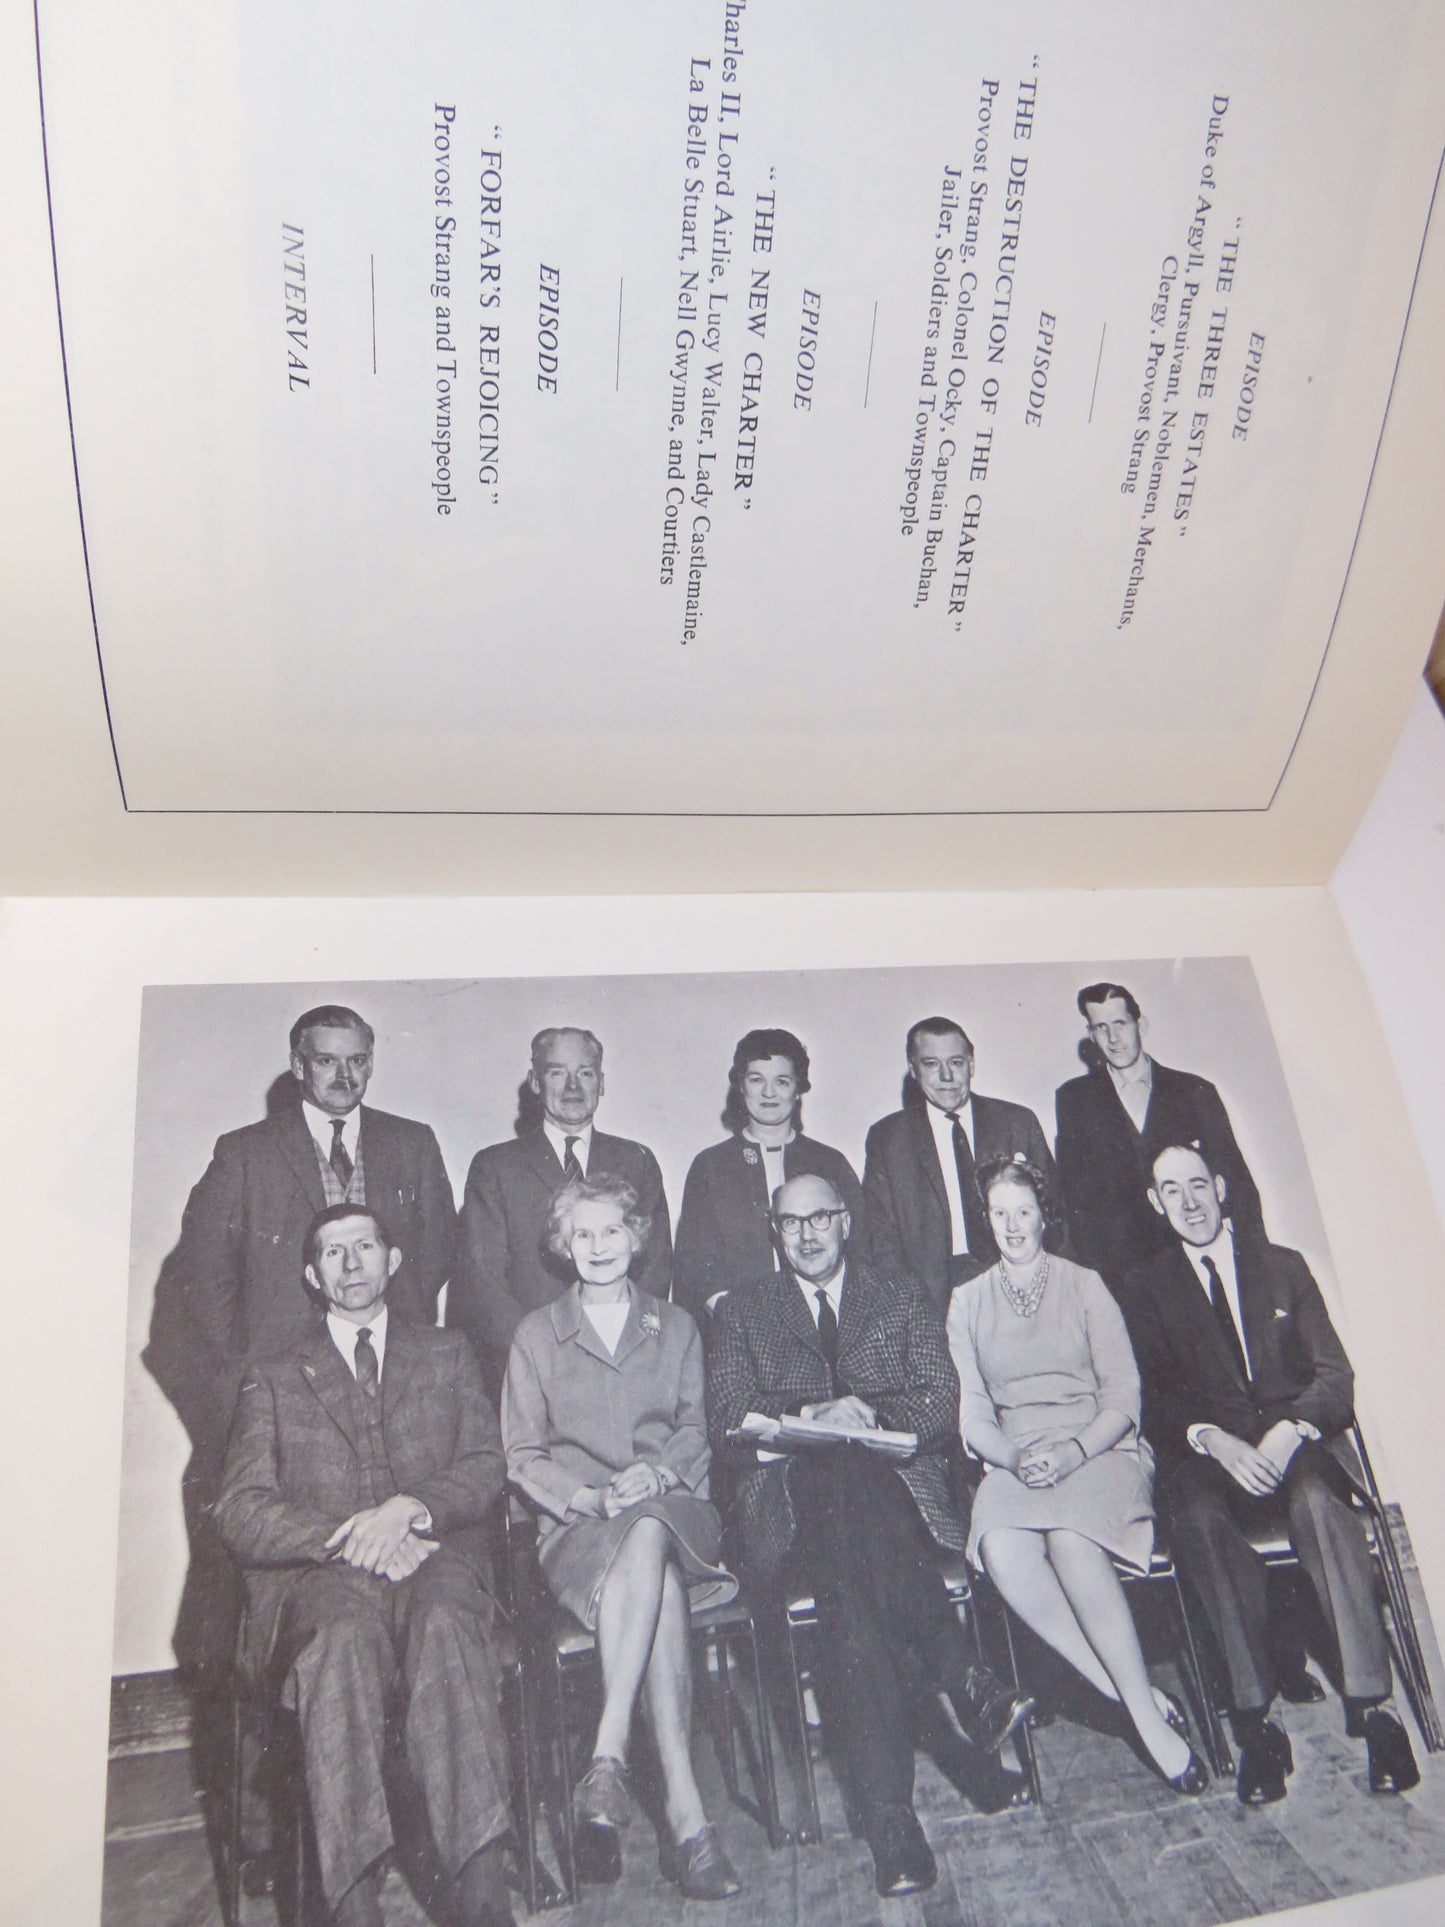 EPISODE
“ THE THREE ESTATES ”
Duke of Argyll, Pursuivant, Noblemen, Merchants,
Clergy, Provost Strang
EPISODE
“ THE DESTRUCTION OF THE CHARTER ”
Provost Strang, Colonel Ocky, Captain Buchan,
Jailer, Soldiers and Townspeople
EPISODE
“ THE NEW CHARTER ”
Charles II, Lord Airlie, Lucy Walter, Lady Castlemaine,
La Belle Stuart, Nell Gwynne, and Courtiers
EPISODE
“ FORFAR’S REJOICING ”
Provost Strang and Townspeople
INTERVAL